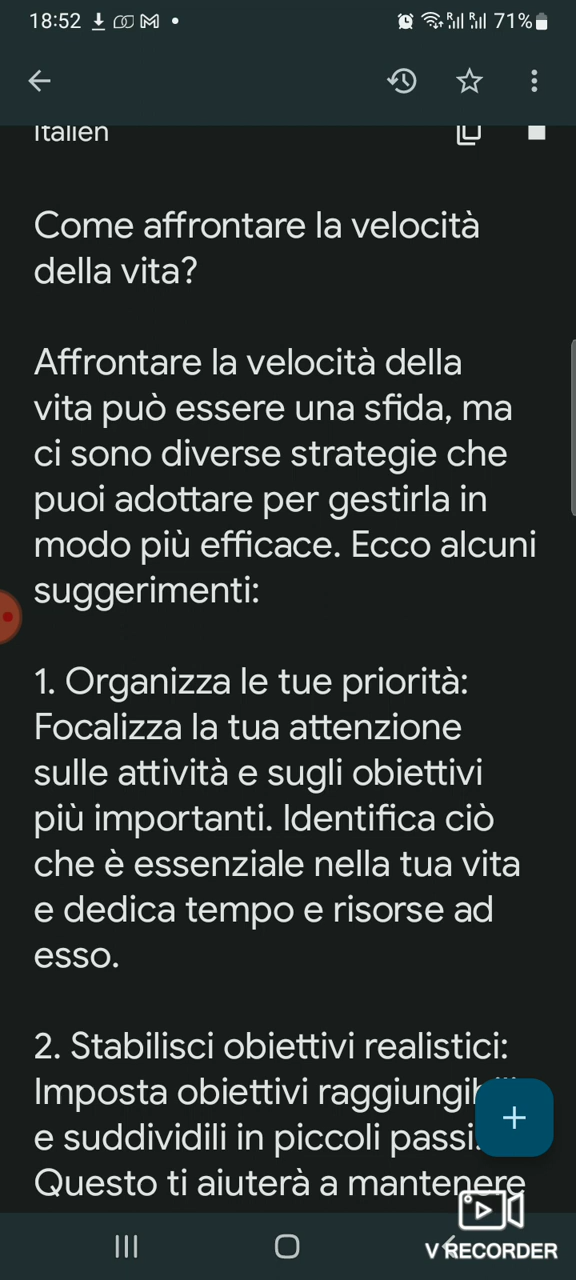 18:52
71%
Italien
Come affrontare la velocità
della vita?
Affrontare la velocità della
vita può essere una sfida, ma
ci sono diverse strategie che
puoi adottare per gestirla in
modo più efficace. Ecco alcuni
suggerimenti:
1. Organizza le tue priorità:
Focalizza la tua attenzione
sulle attività e sugli obiettivi
più importanti. Identifica ciò
che è essenziale nella tua vita
e dedica tempo e risorse ad
esso.
2. Stabilisci obiettivi realistici:
Imposta obiettivi
e suddividili in piccoli passi.
Questo ti aiuterà a mantenere
V RECORDER